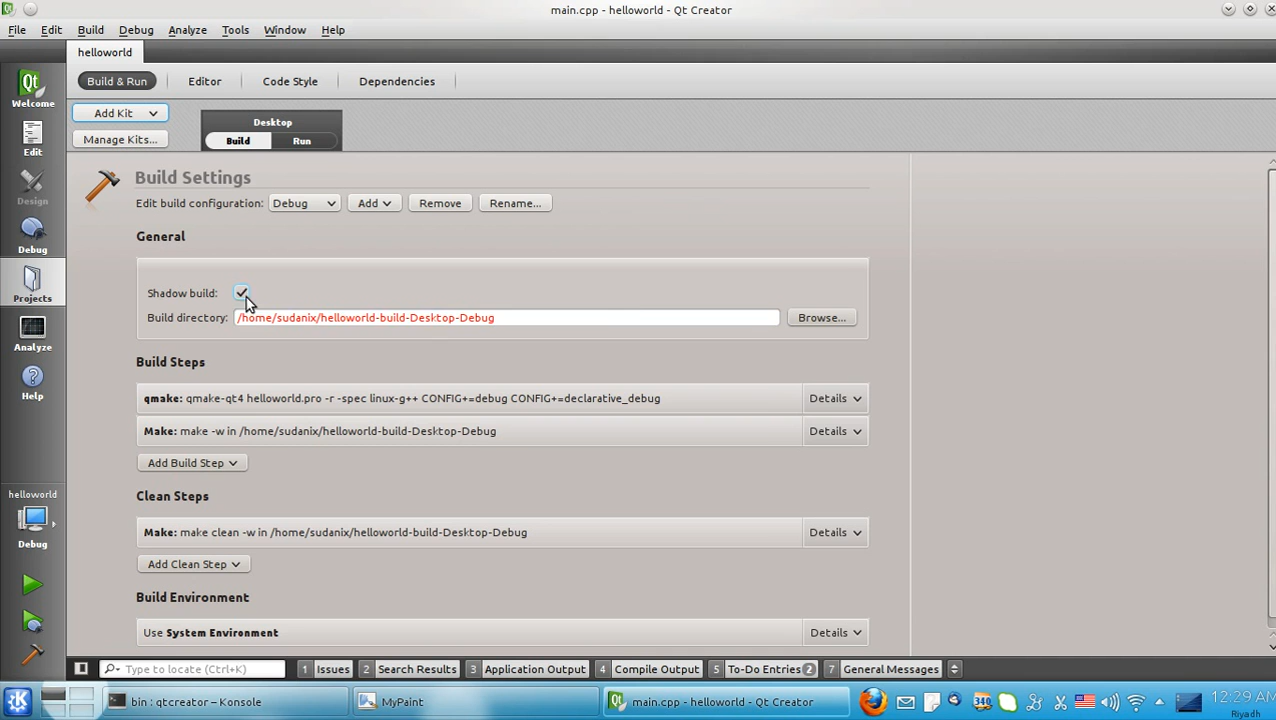 main.cpp - helloworld - Qt Creator
File Edit Build Debug Analyze Tools Window Help
helloworld
Build & Run Editor Code Style Dependencies
Add Kit
Manage Kits...
Desktop
Build Run
Qt
Welcome
Edit
Design
Debug
Projects
Analyze
Help
helloworld
Debug
Build Settings
Edit build configuration: Debug Add Remove Rename...
General
Shadow build:
Build directory: /home/sudanix/helloworld-build-Desktop-Debug Browse...
Build Steps
qmake: qmake-qt4 helloworld.pro -r -spec linux-g++ CONFIG+=debug CONFIG+=declarative_debug Details
Make: make -w in /home/sudanix/helloworld-build-Desktop-Debug Details
Add Build Step
Clean Steps
Make: make clean -w in /home/sudanix/helloworld-build-Desktop-Debug Details
Add Clean Step
Build Environment
Use System Environment Details
Type to locate (Ctrl+K) 1 Issues 2 Search Results 3 Application Output 4 Compile Output 5 To-Do Entries 2 7 General Messages
bin : qtcreator – Konsole MyPaint main.cpp - helloworld - Qt Creator 340 12:29 AM
Riyadh